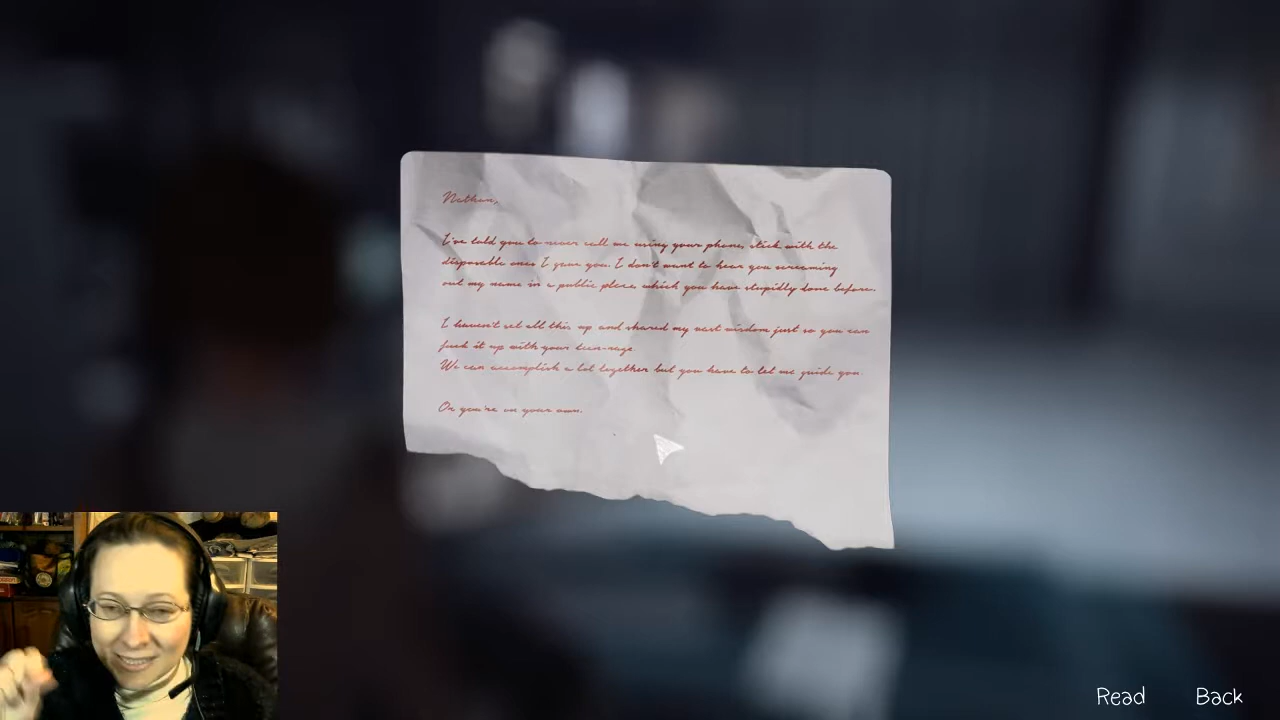 Nathan,
I've told you to never call me using your phone, stick with the
disposable ones I gave you. I don't want to hear you screaming
out my name in a public place which you have stupidly done before.
I haven't set all this up and shared my vast wisdom just so you can
fuck it up with your teen-rage.
We can accomplish a lot together but you have to let me guide you.
Or you're on your own.
Read Back